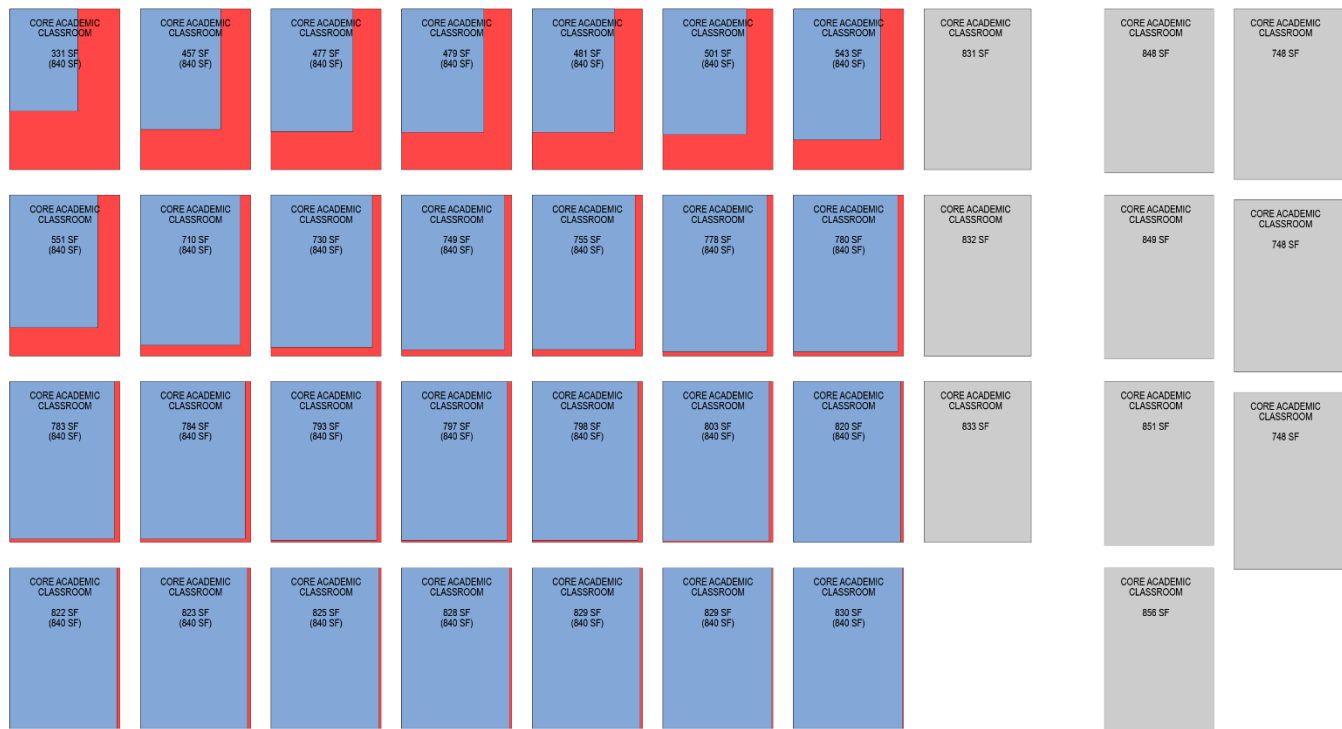 CORE ACADEMIC
CLASSROOM
331 SF
(840 SF)
CORE ACADEMIC
CLASSROOM
457 SF
(840 SF)
CORE ACADEMIC
CLASSROOM
477 SF
(840 SF)
CORE ACADEMIC
CLASSROOM
479 SF
(840 SF)
CORE ACADEMIC
CLASSROOM
481 SF
(840 SF)
CORE ACADEMIC
CLASSROOM
501 SF
(840 SF)
CORE ACADEMIC
CLASSROOM
543 SF
(840 SF)
CORE ACADEMIC
CLASSROOM
831 SF
CORE ACADEMIC
CLASSROOM
848 SF
CORE ACADEMIC
CLASSROOM
748 SF
CORE ACADEMIC
CLASSROOM
551 SF
(840 SF)
CORE ACADEMIC
CLASSROOM
710 SF
(840 SF)
CORE ACADEMIC
CLASSROOM
730 SF
(840 SF)
CORE ACADEMIC
CLASSROOM
749 SF
(840 SF)
CORE ACADEMIC
CLASSROOM
755 SF
(840 SF)
CORE ACADEMIC
CLASSROOM
778 SF
(840 SF)
CORE ACADEMIC
CLASSROOM
780 SF
(840 SF)
CORE ACADEMIC
CLASSROOM
832 SF
CORE ACADEMIC
CLASSROOM
849 SF
CORE ACADEMIC
CLASSROOM
748 SF
CORE ACADEMIC
CLASSROOM
783 SF
(840 SF)
CORE ACADEMIC
CLASSROOM
784 SF
(840 SF)
CORE ACADEMIC
CLASSROOM
793 SF
(840 SF)
CORE ACADEMIC
CLASSROOM
797 SF
(840 SF)
CORE ACADEMIC
CLASSROOM
798 SF
(840 SF)
CORE ACADEMIC
CLASSROOM
803 SF
(840 SF)
CORE ACADEMIC
CLASSROOM
820 SF
(840 SF)
CORE ACADEMIC
CLASSROOM
833 SF
CORE ACADEMIC
CLASSROOM
851 SF
CORE ACADEMIC
CLASSROOM
748 SF
CORE ACADEMIC
CLASSROOM
822 SF
(840 SF)
CORE ACADEMIC
CLASSROOM
823 SF
(840 SF)
CORE ACADEMIC
CLASSROOM
825 SF
(840 SF)
CORE ACADEMIC
CLASSROOM
828 SF
(840 SF)
CORE ACADEMIC
CLASSROOM
829 SF
(840 SF)
CORE ACADEMIC
CLASSROOM
829 SF
(840 SF)
CORE ACADEMIC
CLASSROOM
830 SF
(840 SF)
CORE ACADEMIC
CLASSROOM
856 SF